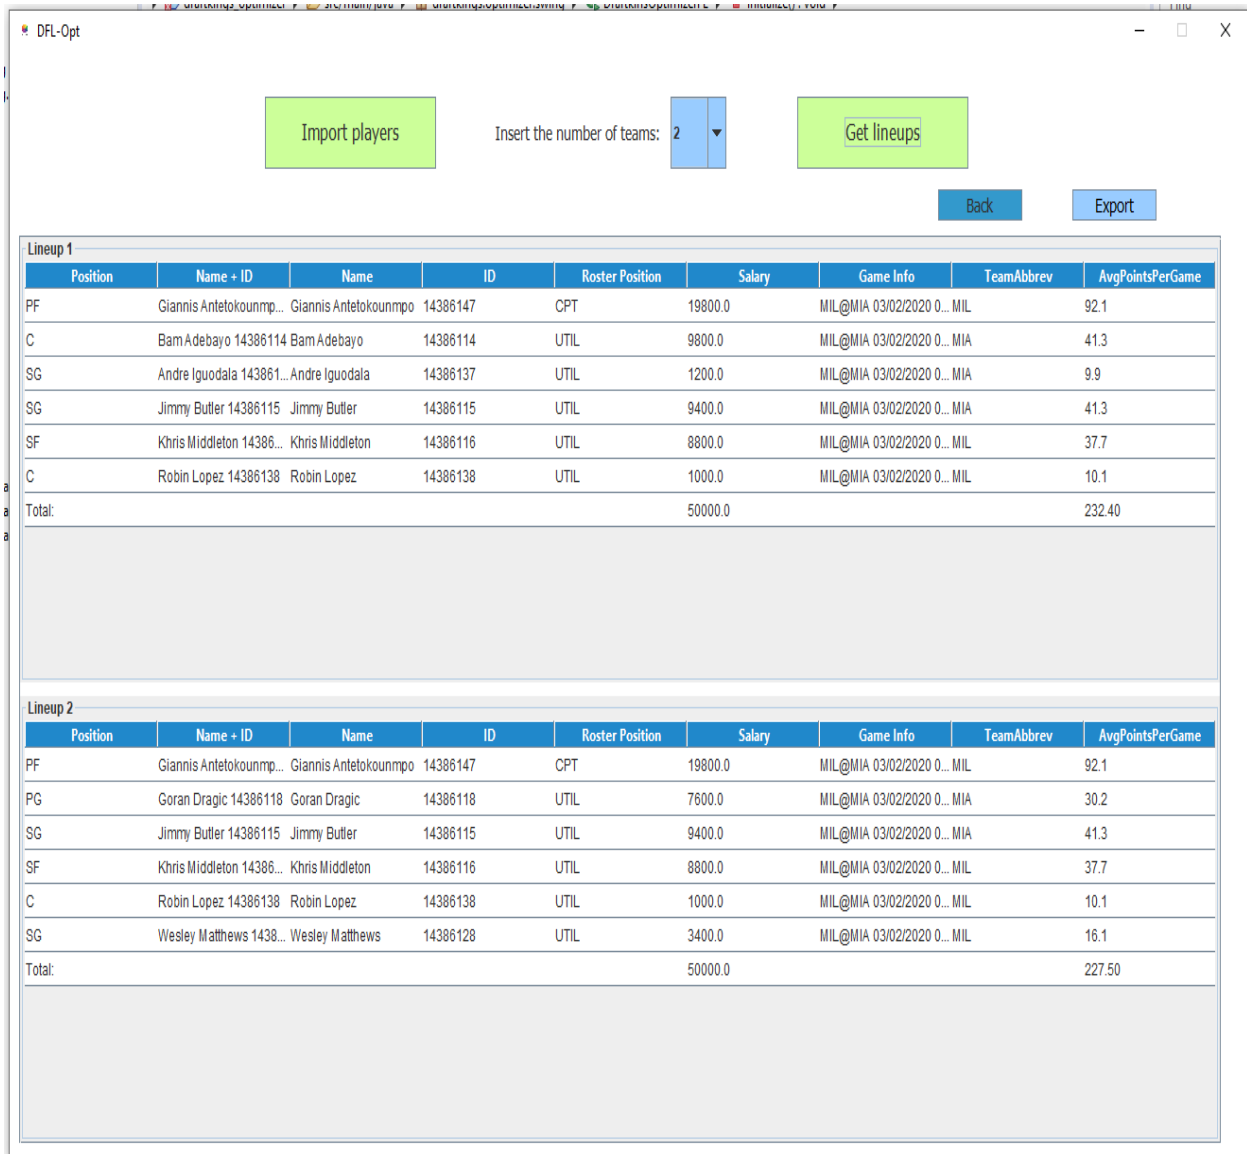 DFL-Opt
Import players
Insert the number of teams: 2
Get lineups
Back
Export
Lineup 1
Position Name + ID Name ID Roster Position Salary Game Info TeamAbbrev AvgPointsPerGame
PF Giannis Antetokounmp... Giannis Antetokounmpo 14386147 CPT 19800.0 MIL@MIA 03/02/2020 0... MIL 92.1
C Bam Adebayo 14386114 Bam Adebayo 14386114 UTIL 9800.0 MIL@MIA 03/02/2020 0... MIA 41.3
SG Andre Iguodala 143861... Andre Iguodala 14386137 UTIL 1200.0 MIL@MIA 03/02/2020 0... MIA 9.9
SG Jimmy Butler 14386115 Jimmy Butler 14386115 UTIL 9400.0 MIL@MIA 03/02/2020 0... MIA 41.3
SF Khris Middleton 14386... Khris Middleton 14386116 UTIL 8800.0 MIL@MIA 03/02/2020 0... MIL 37.7
C Robin Lopez 14386138 Robin Lopez 14386138 UTIL 1000.0 MIL@MIA 03/02/2020 0... MIL 10.1
Total: 50000.0 232.40
Lineup 2
Position Name + ID Name ID Roster Position Salary Game Info TeamAbbrev AvgPointsPerGame
PF Giannis Antetokounmp... Giannis Antetokounmpo 14386147 CPT 19800.0 MIL@MIA 03/02/2020 0... MIL 92.1
PG Goran Dragic 14386118 Goran Dragic 14386118 UTIL 7600.0 MIL@MIA 03/02/2020 0... MIA 30.2
SG Jimmy Butler 14386115 Jimmy Butler 14386115 UTIL 9400.0 MIL@MIA 03/02/2020 0... MIA 41.3
SF Khris Middleton 14386... Khris Middleton 14386116 UTIL 8800.0 MIL@MIA 03/02/2020 0... MIL 37.7
C Robin Lopez 14386138 Robin Lopez 14386138 UTIL 1000.0 MIL@MIA 03/02/2020 0... MIL 10.1
SG Wesley Matthews 1438... Wesley Matthews 14386128 UTIL 3400.0 MIL@MIA 03/02/2020 0... MIL 16.1
Total: 50000.0 227.50